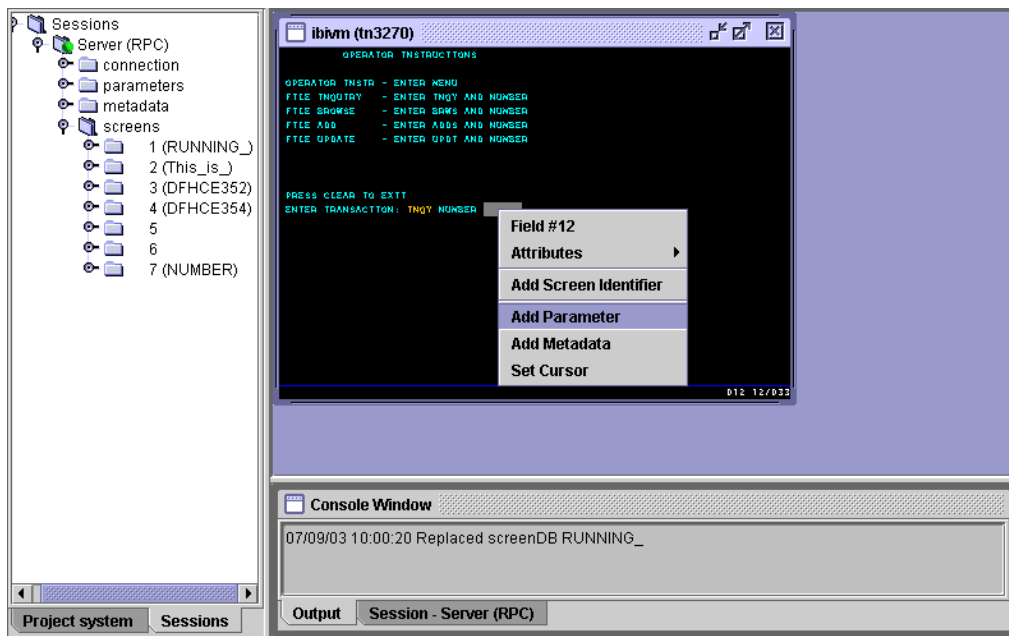 Sessions
Server (RPC)
connection
parameters
metadata
screens
1 (RUNNING_)
2 (This_is_)
3 (DFHCE352)
4 (DFHCE354)
5
6
7 (NUMBER)
Project system
Sessions
ibivm (tn3270)
OPERATOR INSTRUCTIONS
OPERATOR INSTR - ENTER MENU
FILE INQUIRY - ENTER INQY AND NUMBER
FILE BROWSE - ENTER BRWS AND NUMBER
FILE ADD - ENTER ADDS AND NUMBER
FILE UPDATE - ENTER UPDT AND NUMBER
PRESS CLEAR TO EXIT
ENTER TRANSACTION: INQY NUMBER
Field #12
Attributes
Add Screen Identifier
Add Parameter
Add Metadata
Set Cursor
012 12/033
Console Window
07/09/03 10:00:20 Replaced screenDB RUNNING_
Output
Session - Server (RPC)